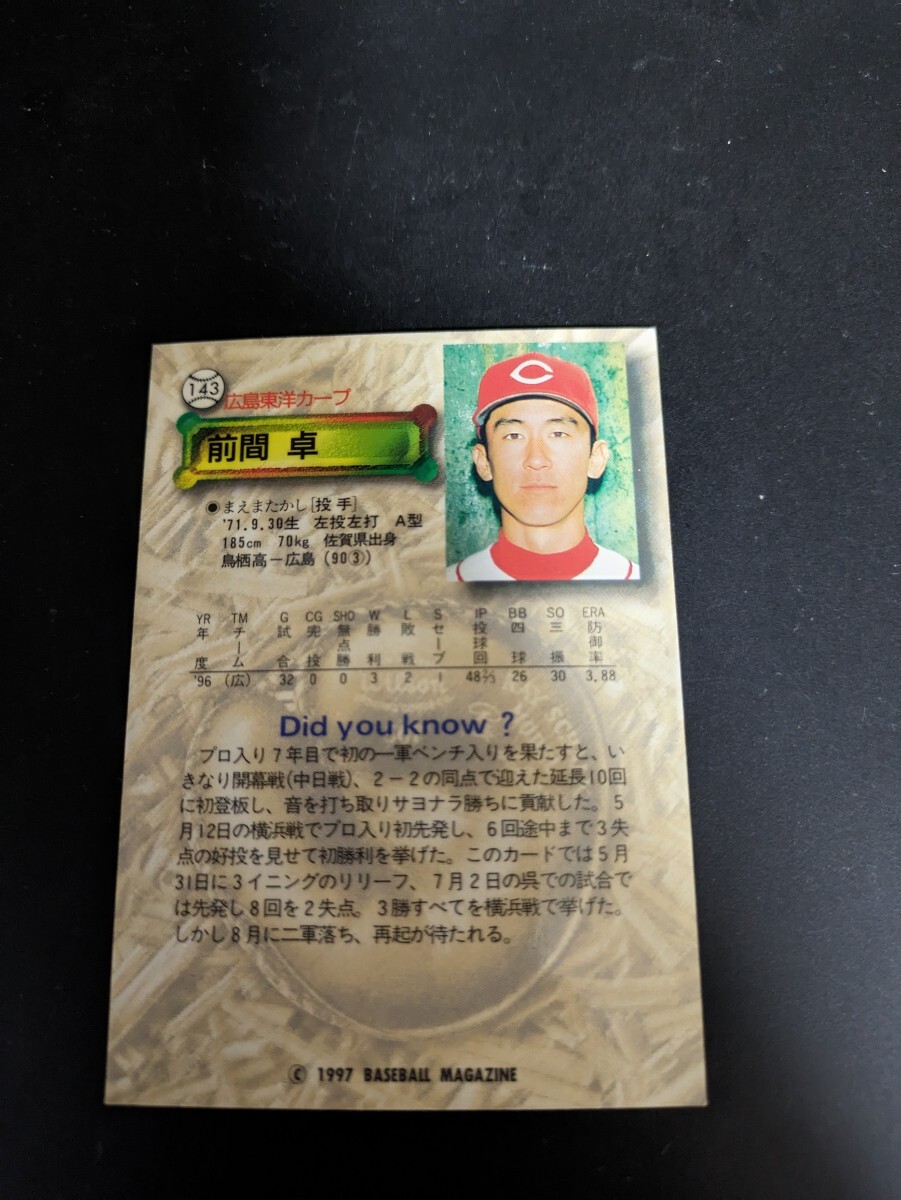 143
広島東洋カープ
前間 卓
●まえまたかし[投手]
'71.9.30生 左投左打 A型
185cm 70kg 佐賀県出身
鳥栖高－広島(90③)
YR TM G CG SHO W L S IP BB SO ERA
年度 チーム 試合 完投 無点勝 勝利 敗戦 セーブ 投球回 四球 三振 防御率
'96 (広) 32 0 0 3 2 1 48⅔ 26 30 3.88
Did you know ?
プロ入り7年目で初の一軍ベンチ入りを果たすと、い
きなり開幕戦(中日戦)、2－2の同点で迎えた延長10回
に初登板し、音を打ち取りサヨナラ勝ちに貢献した。5
月12日の横浜戦でプロ入り初先発し、6回途中まで3失
点の好投を見せて初勝利を挙げた。このカードでは5月
31日に3イニングのリリーフ、7月2日の呉での試合で
は先発し8回を2失点。3勝すべてを横浜戦で挙げた。
しかし8月に二軍落ち、再起が待たれる。
© 1997 BASEBALL MAGAZINE